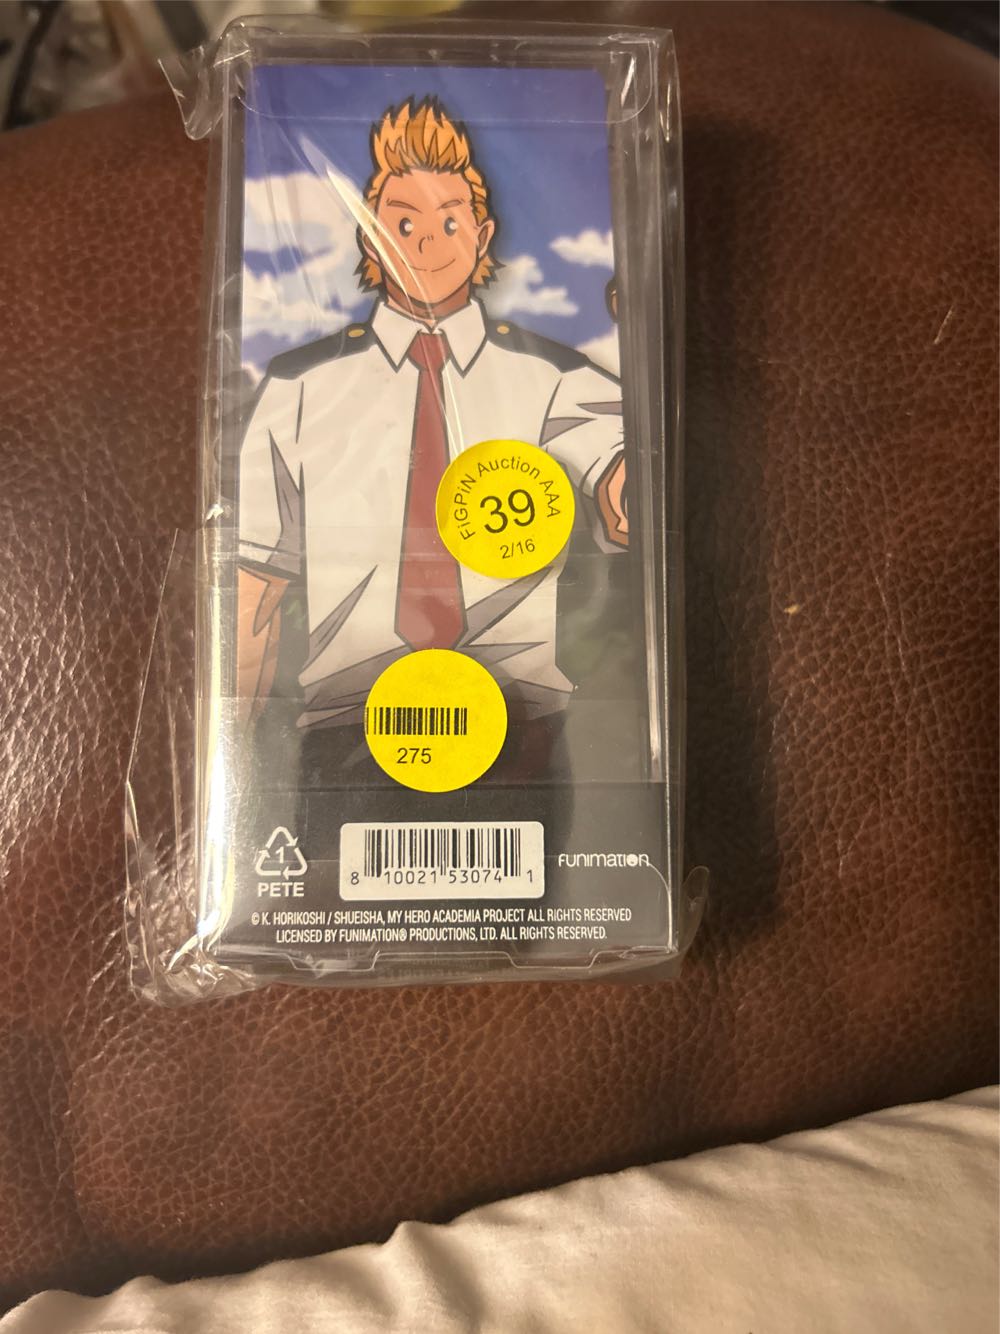 FiGPiN Auction AAA
39
2/16
275
1
PETE
8 10021 53074 1
FUNIMATION
© K. HORIKOSHI / SHUEISHA, MY HERO ACADEMIA PROJECT ALL RIGHTS RESERVED
LICENSED BY FUNIMATION® PRODUCTIONS, LTD. ALL RIGHTS RESERVED.